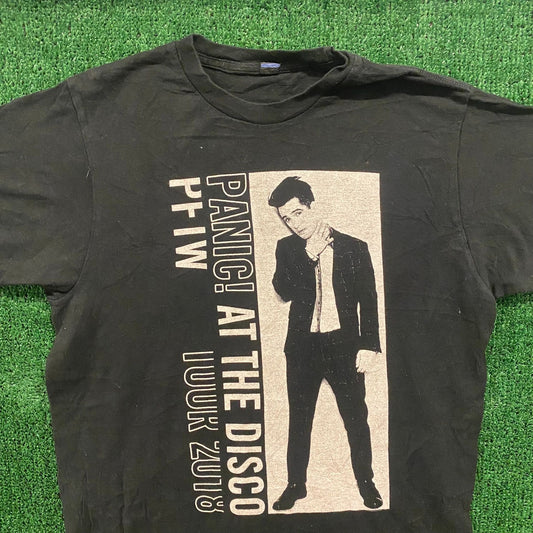 PANIC! AT THE DISCO
PFTW TOUR 2018